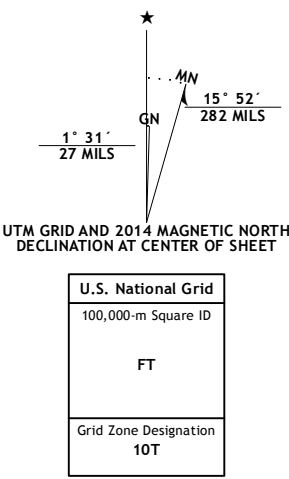 ★
MN
15° 52´
282 MILS
GN
1° 31´
27 MILS
UTM GRID AND 2014 MAGNETIC NORTH
DECLINATION AT CENTER OF SHEET
U.S. National Grid
100,000-m Square ID
FT
Grid Zone Designation
10T